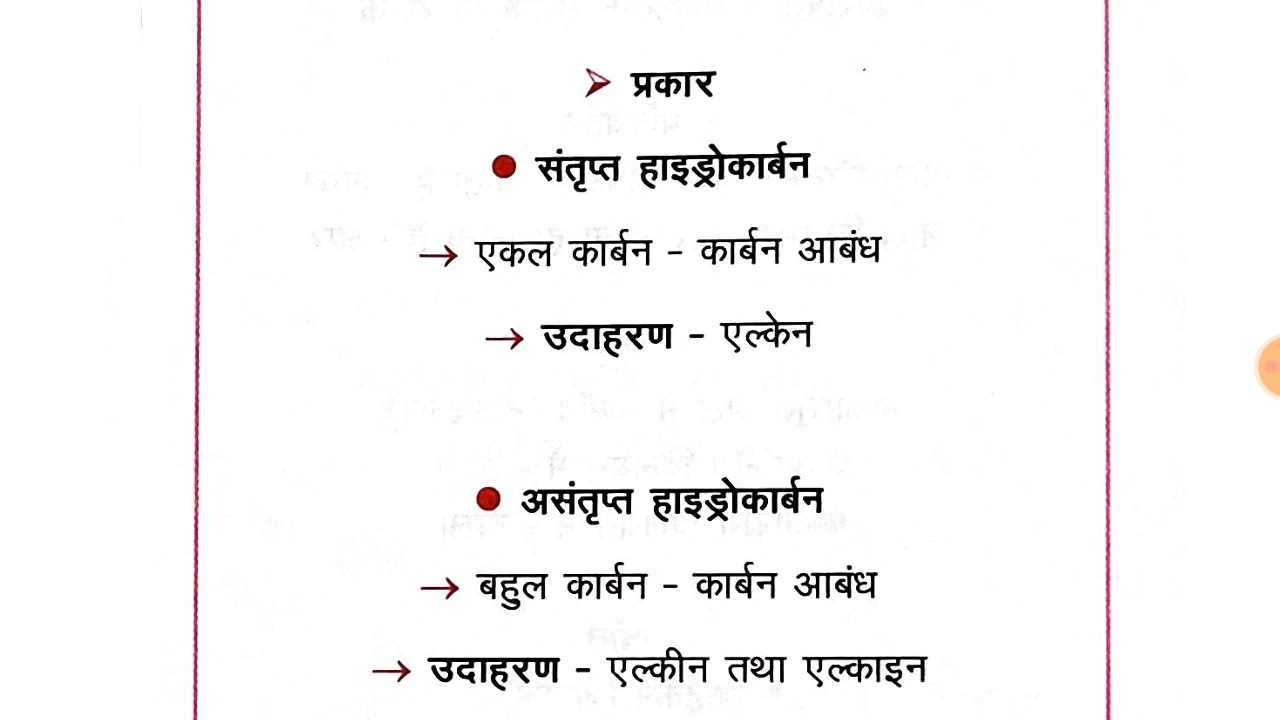 ➢ प्रकार
● संतृप्त हाइड्रोकार्बन
→ एकल कार्बन - कार्बन आबंध
→ उदाहरण - एल्केन
● असंतृप्त हाइड्रोकार्बन
→ बहुल कार्बन - कार्बन आबंध
→ उदाहरण - एल्कीन तथा एल्काइन